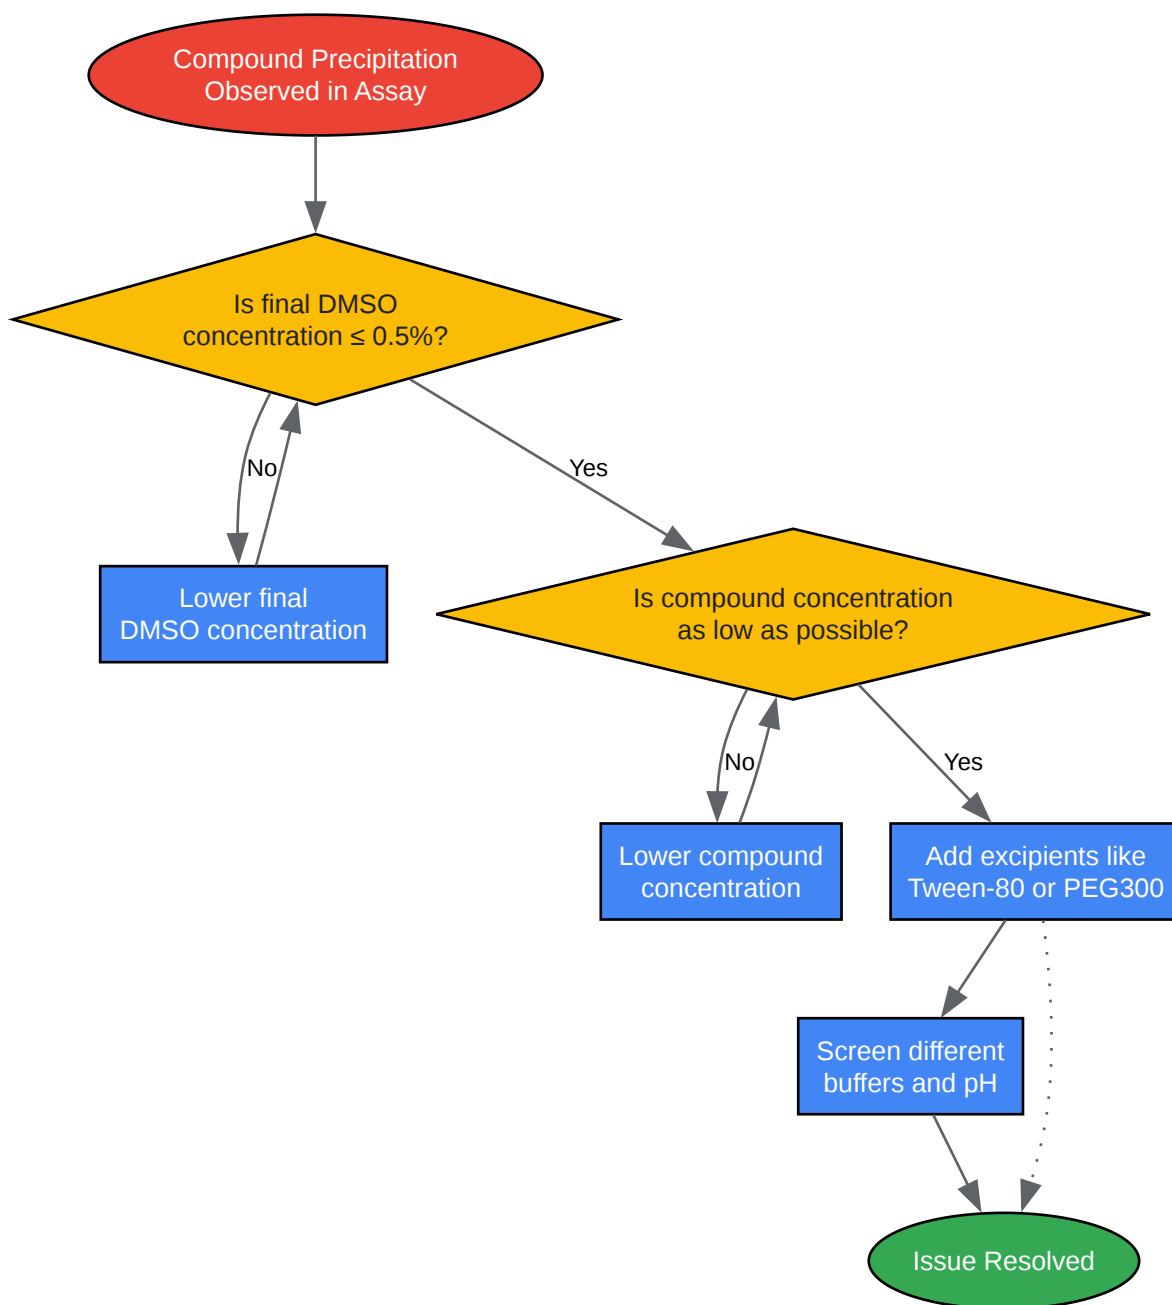 Compound Precipitation
Observed in Assay
Is final DMSO
concentration ≤ 0.5%?
No
Yes
Lower final
DMSO concentration
Is compound concentration
as low as possible?
No
Yes
Lower compound
concentration
Add excipients like
Tween-80 or PEG300
Screen different
buffers and pH
Issue Resolved